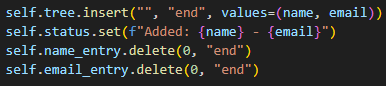 self.tree.insert("", "end", values=(name, email))
self.status.set(f"Added: {name} - {email}")
self.name_entry.delete(0, "end")
self.email_entry.delete(0, "end")